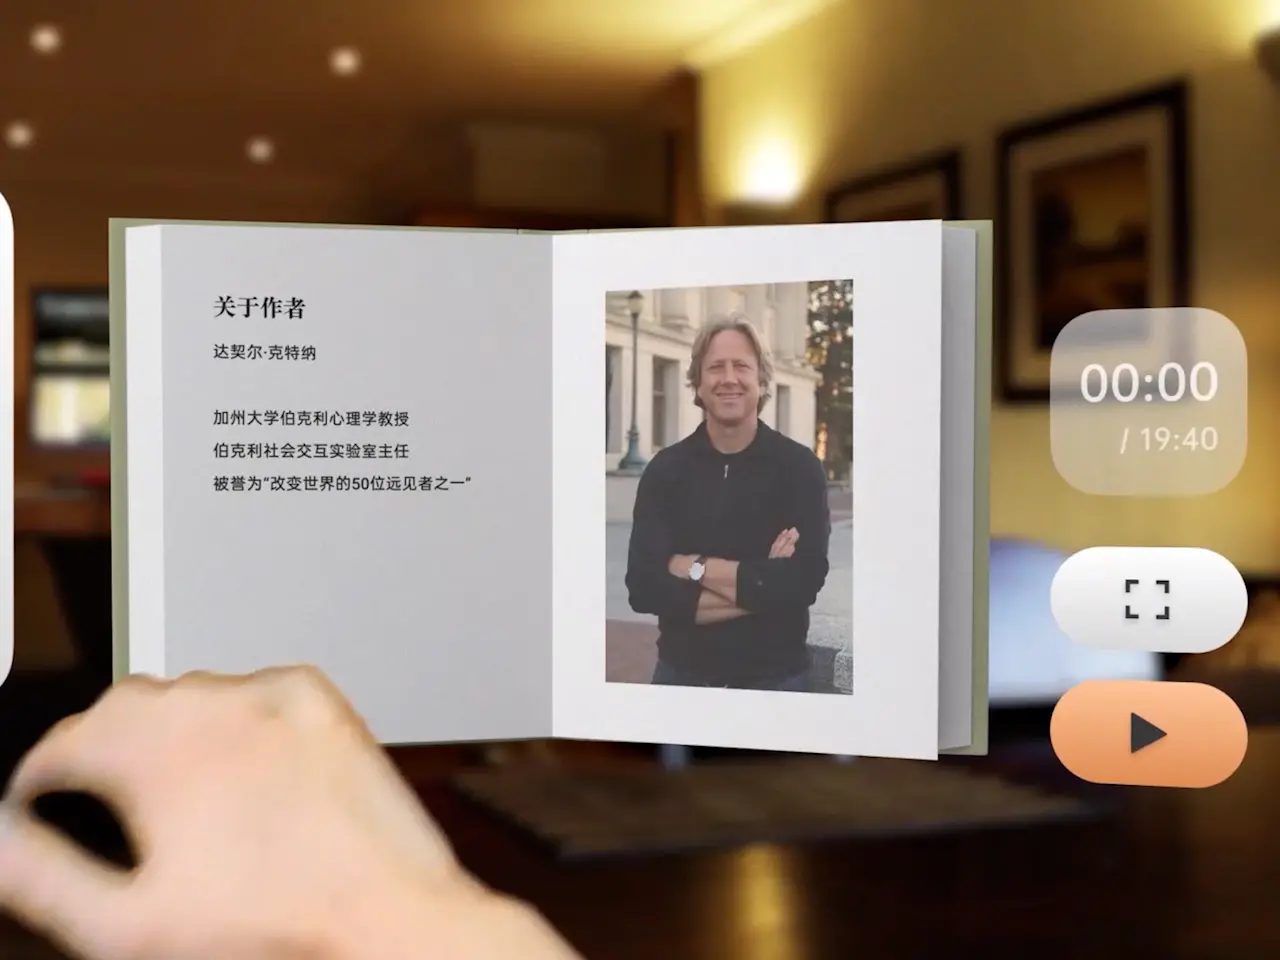 关于作者
达契尔·克特纳
加州大学伯克利心理学教授
伯克利社会交互实验室主任
被誉为“改变世界的50位远见者之一”
00:00
/ 19:40